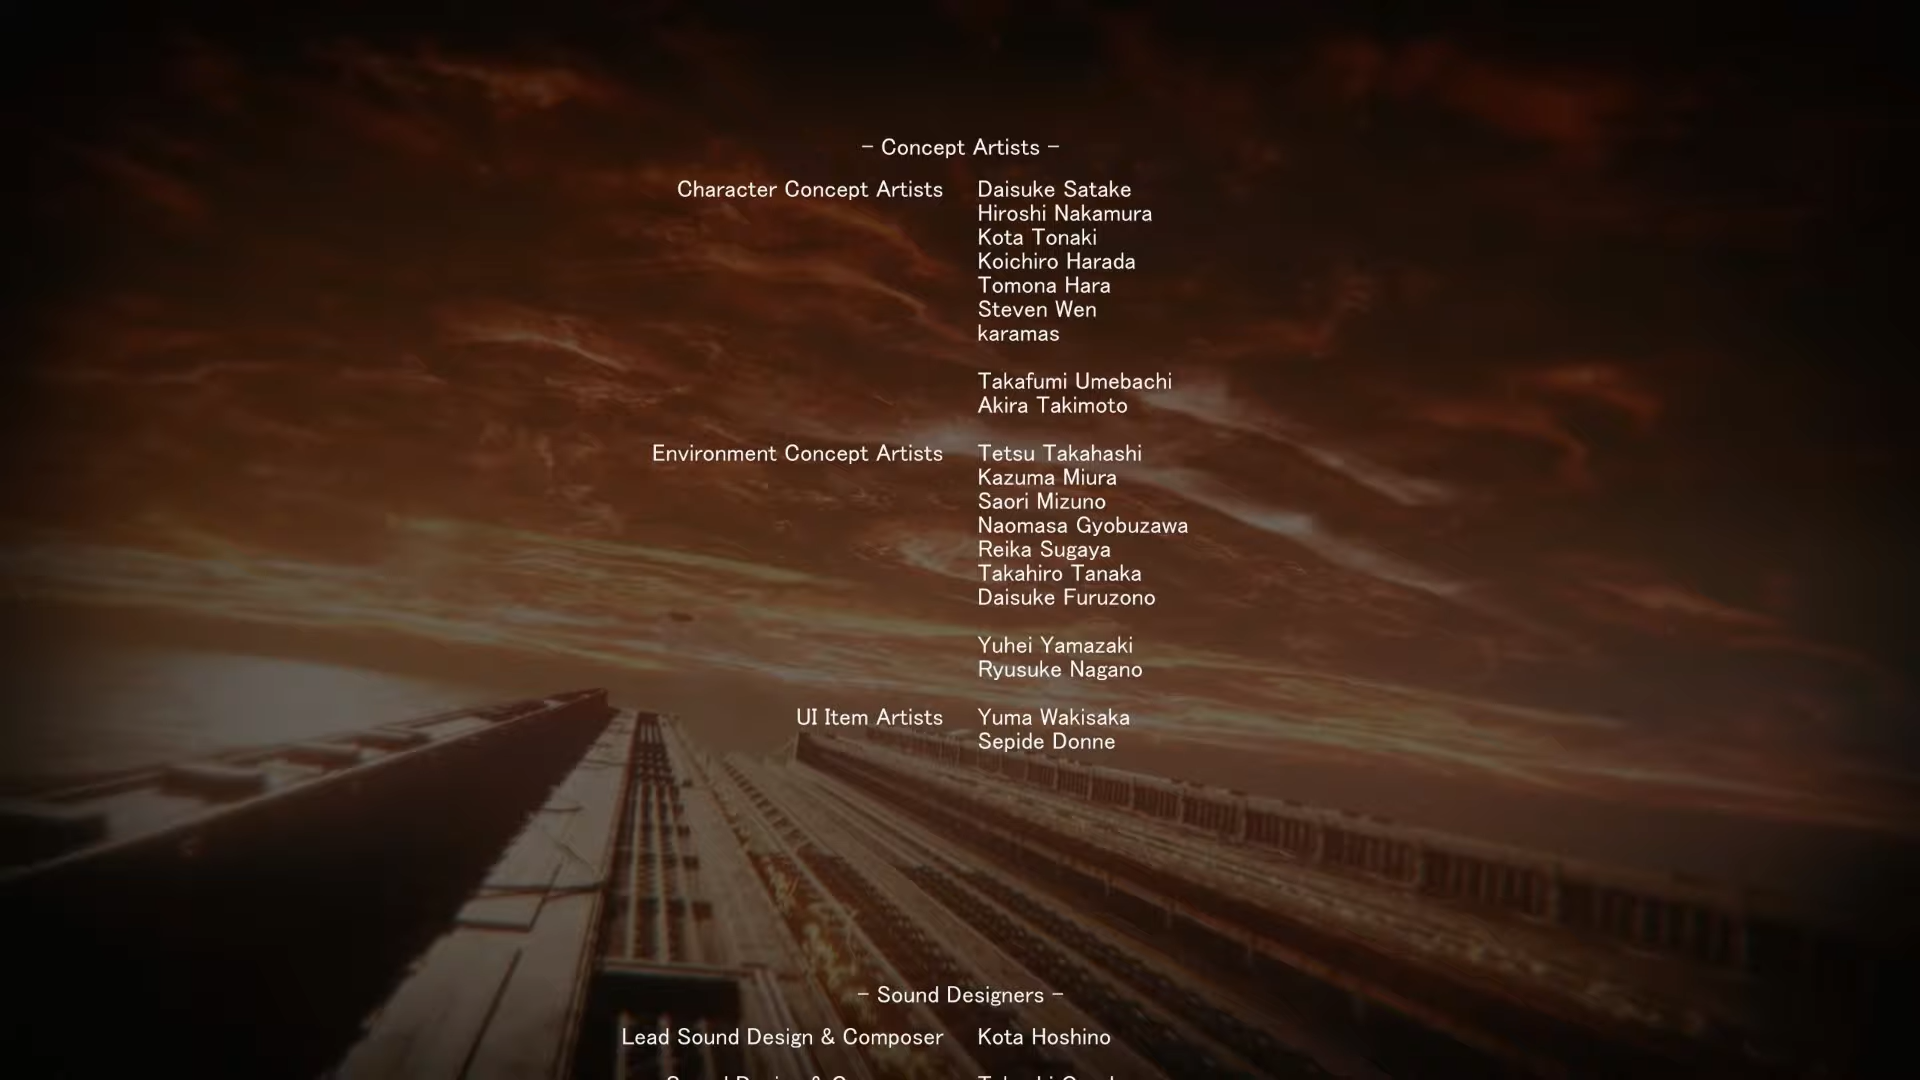 – Concept Artists –
Character Concept Artists Daisuke Satake
Hiroshi Nakamura
Kota Tonaki
Koichiro Harada
Tomona Hara
Steven Wen
karamas
Takafumi Umebachi
Akira Takimoto
Environment Concept Artists Tetsu Takahashi
Kazuma Miura
Saori Mizuno
Naomasa Gyobuzawa
Reika Sugaya
Takahiro Tanaka
Daisuke Furuzono
Yuhei Yamazaki
Ryusuke Nagano
UI Item Artists Yuma Wakisaka
Sepide Donne
– Sound Designers –
Lead Sound Design & Composer Kota Hoshino